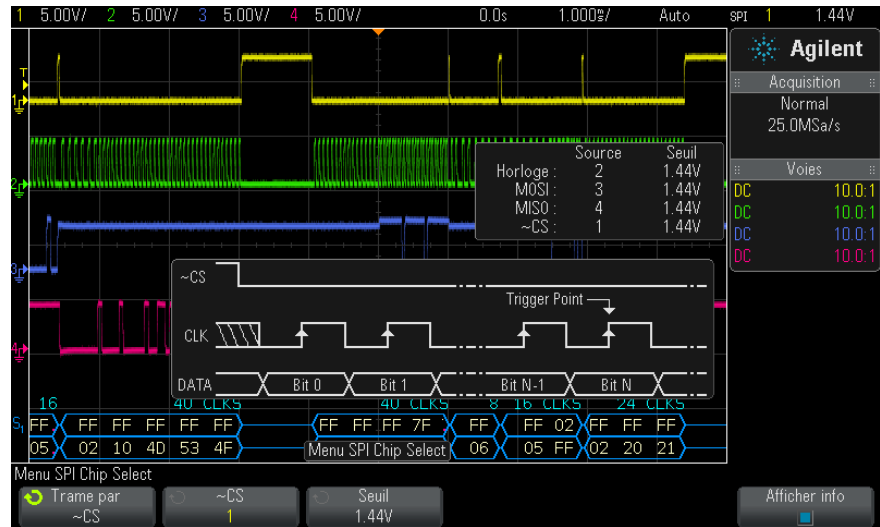 1 5.00V/ 2 5.00V/ 3 5.00V/ 4 5.00V/ 0.0s 1.000ms/ Auto SPI 1 1.44V
Agilent
Acquisition
Normal
25.0MSa/s
Voies
DC 10.0:1
DC 10.0:1
DC 10.0:1
DC 10.0:1
T
1
2
3
4
Source Seuil
Horloge : 2 1.44V
MOSI : 3 1.44V
MISO : 4 1.44V
~CS : 1 1.44V
~CS
Trigger Point
CLK
DATA Bit 0 Bit 1 Bit N-1 Bit N
16 40 CLKS 40 CLKS 8 16 CLKS 24 CLKS
S1 FF FF FF FF FF FF FF FF FF 7F FF FF 02 FF FF FF
05 02 10 4D 53 4F 06 05 FF 02 20 21
Menu SPI Chip Select
Menu SPI Chip Select
Trame par ~CS Seuil Afficher info
~CS 1 1.44V